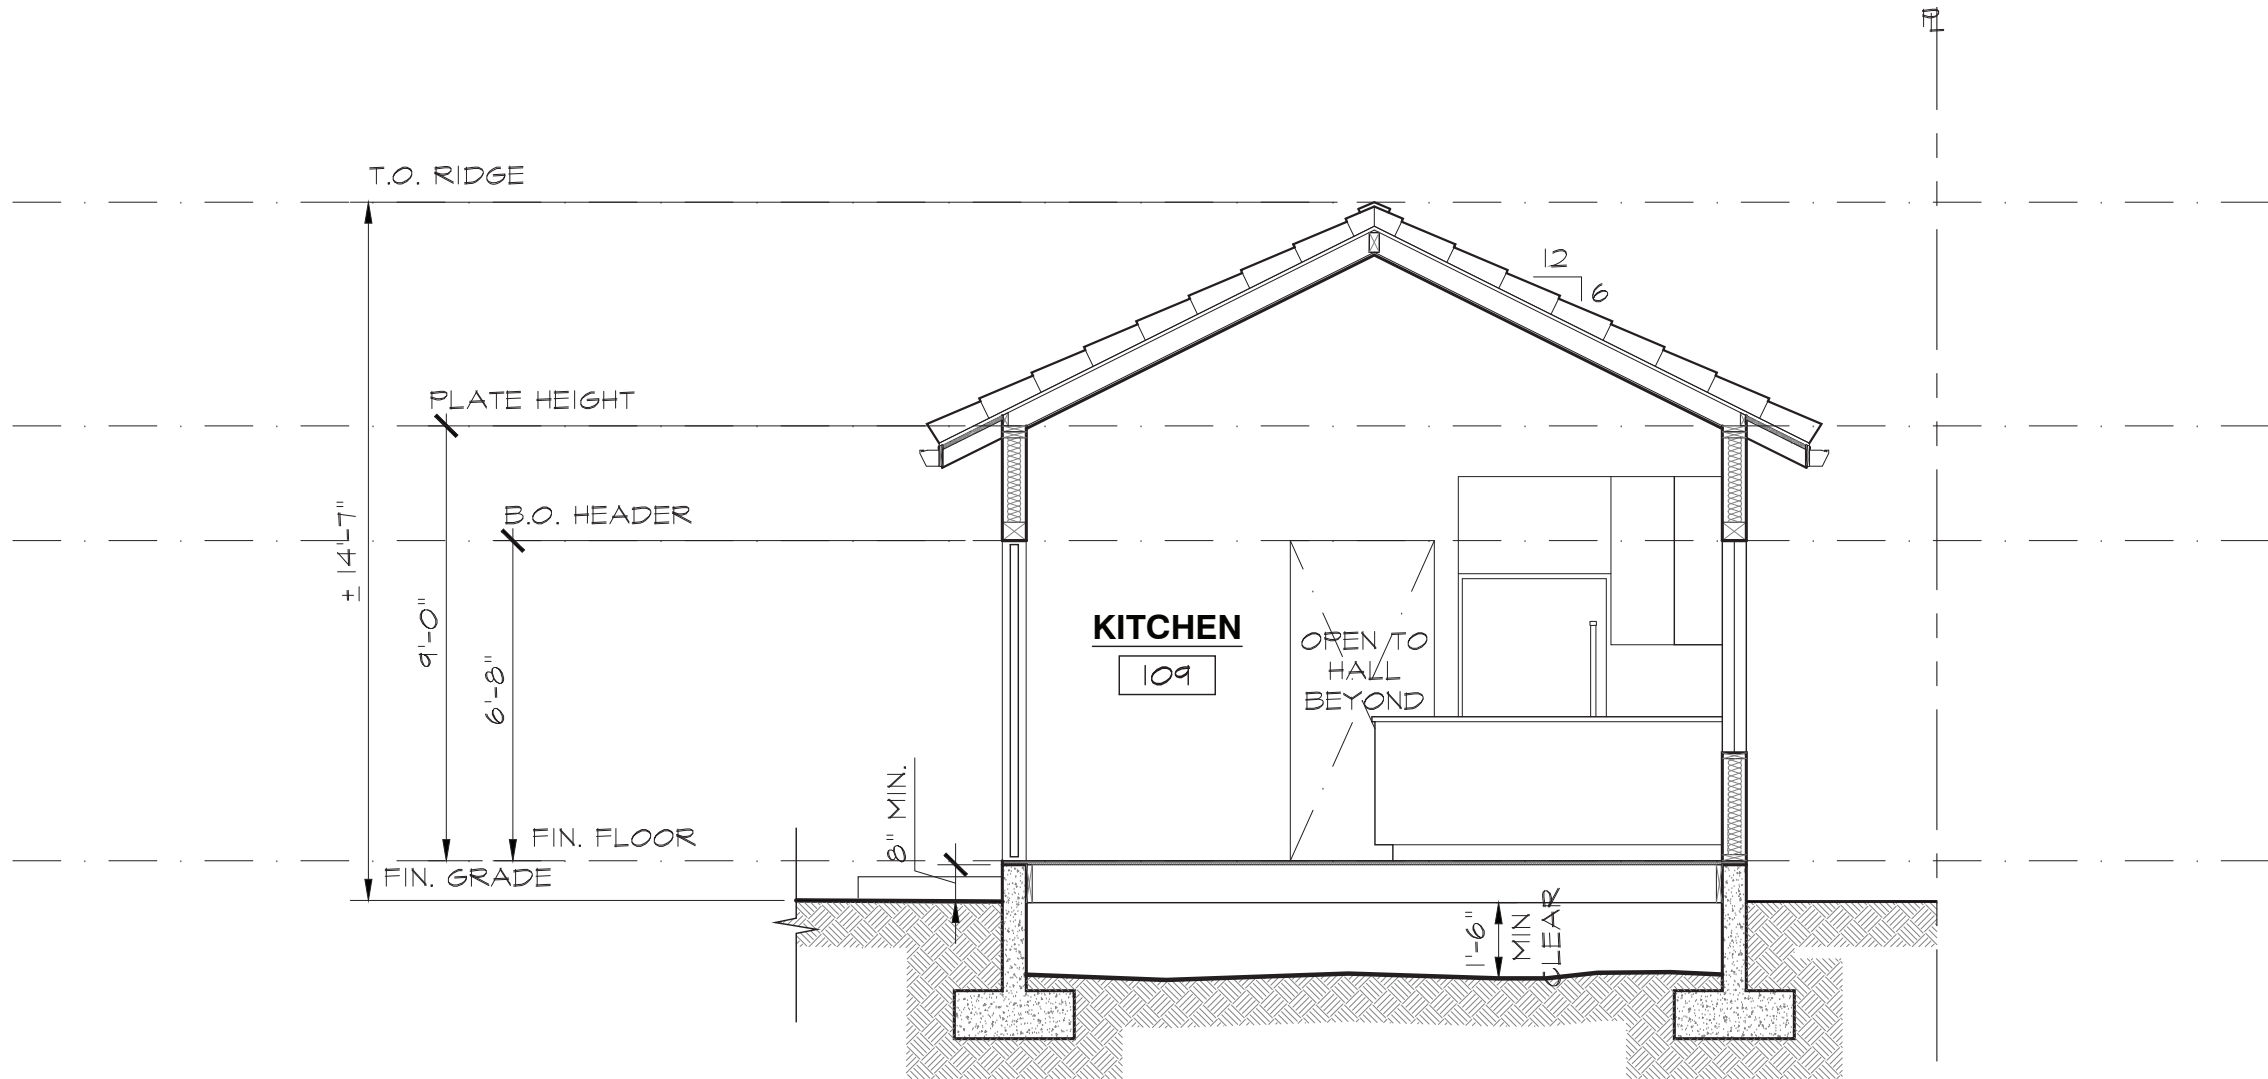 PL
T.O. RIDGE
12
6
PLATE HEIGHT
B.O. HEADER
± 14'-7"
9'-0"
6'-8"
KITCHEN
109
OPEN TO
HALL
BEYOND
8" MIN.
FIN. FLOOR
FIN. GRADE
1'-6"
MIN
CLEAR